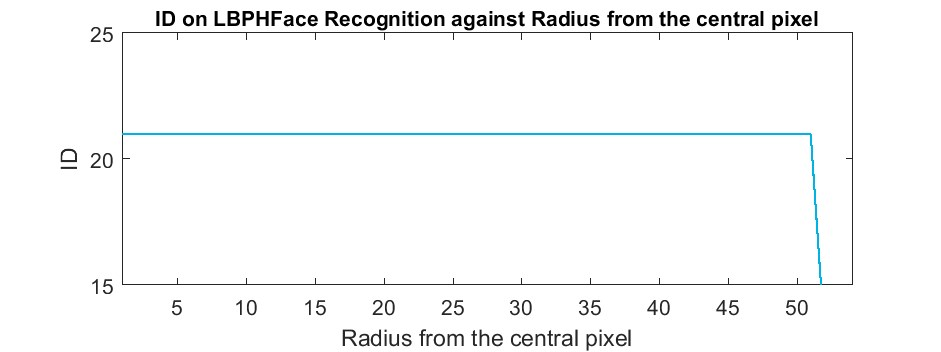 ID on LBPHFace Recognition against Radius from the central pixel
25
20
15
ID
5 10 15 20 25 30 35 40 45 50
Radius from the central pixel